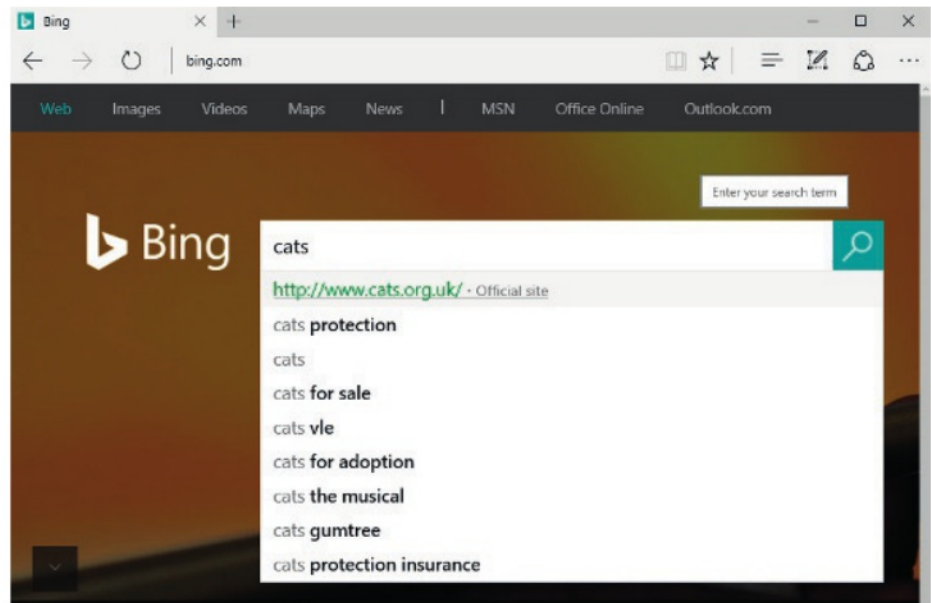 Bing
bing.com
Web Images Videos Maps News | MSN Office Online Outlook.com
Enter your search term
Bing
cats
http://www.cats.org.uk/ · Official site
cats protection
cats
cats for sale
cats vle
cats for adoption
cats the musical
cats gumtree
cats protection insurance